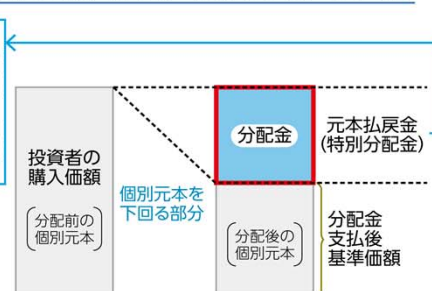 投資者の
購入価額
(分配前の
個別元本)
個別元本を
下回る部分
分配金
(分配後の
個別元本)
元本払戻金
(特別分配金)
分配金
支払後
基準価額